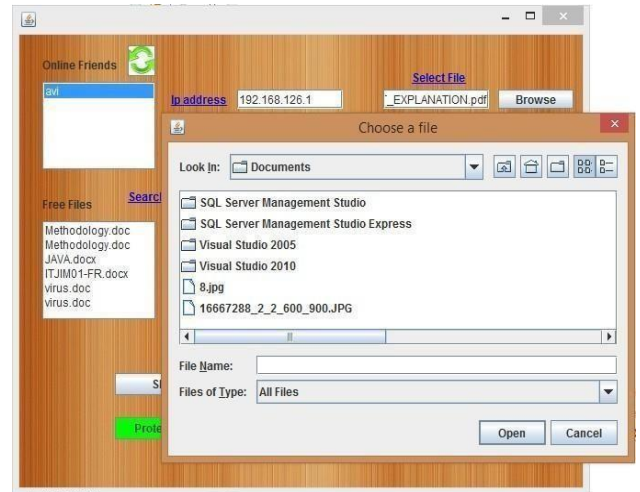 Online Friends
Select File
avi
Ip address 192.168.126.1 _EXPLANATION.pdf Browse
Choose a file
Look In: Documents
Free Files
SQL Server Management Studio
SQL Server Management Studio Express
Visual Studio 2005
Visual Studio 2010
8.jpg
16667288_2_2_600_900.JPG
Methodology.doc
Methodology.doc
JAVA.docx
ITJIM01-FR.docx
virus.doc
virus.doc
File Name:
Files of Type: All Files
Open Cancel